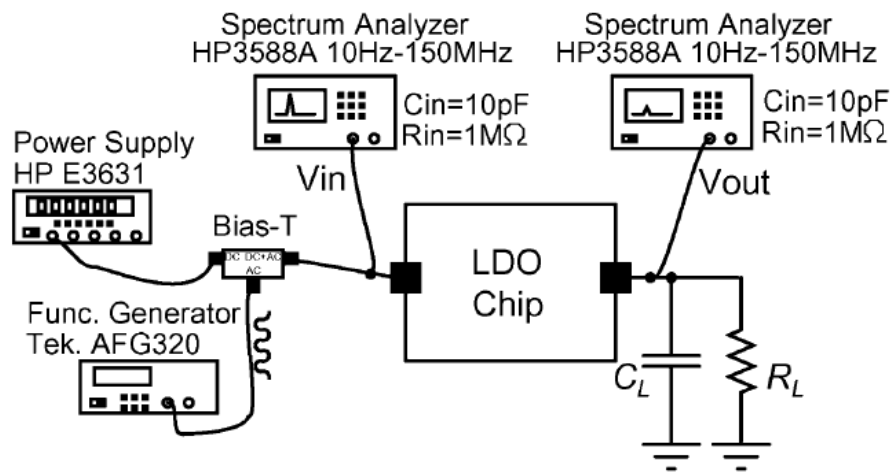 Spectrum Analyzer
HP3588A 10Hz-150MHz
Cin=10pF
Rin=1MΩ
Spectrum Analyzer
HP3588A 10Hz-150MHz
Cin=10pF
Rin=1MΩ
Power Supply
HP E3631
Vin
Vout
Bias-T
DC DC+AC
AC
LDO
Chip
Func. Generator
Tek. AFG320
CL
RL